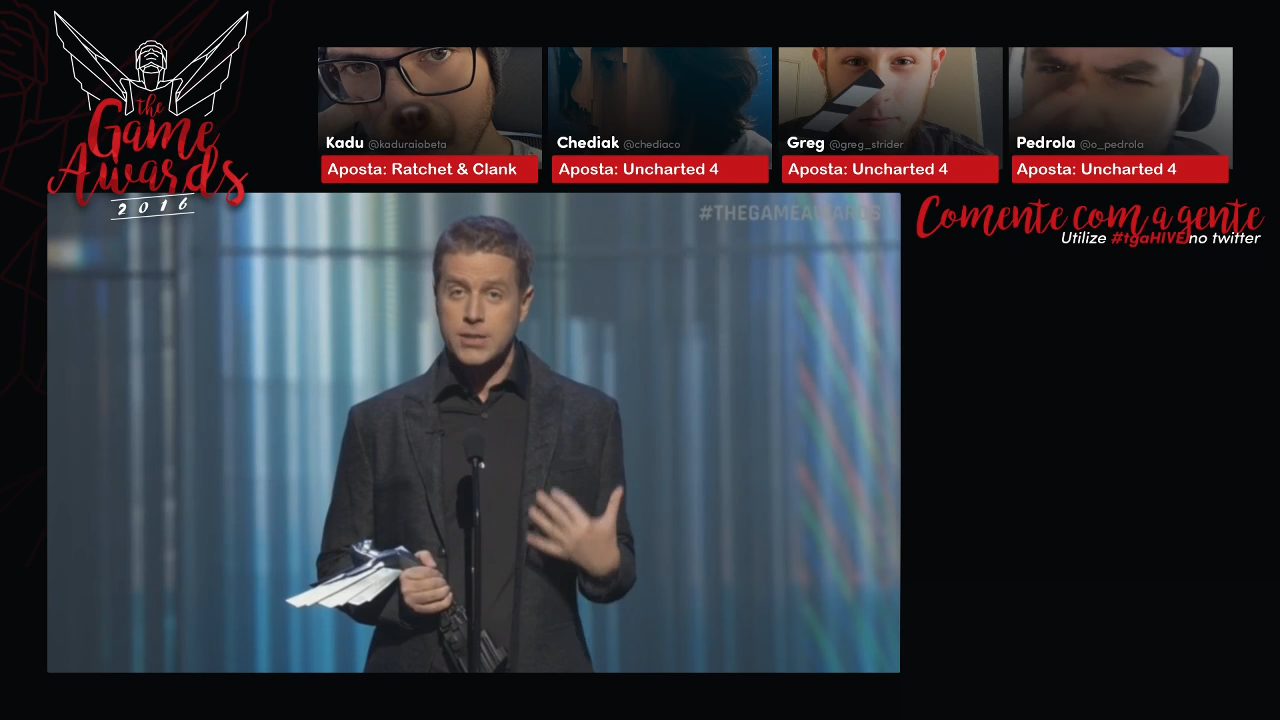 the
Game
Awards
2016
Kadu @kaduraiobeta
Aposta: Ratchet & Clank
Chediak @chediaco
Aposta: Uncharted 4
Greg @greg_strider
Aposta: Uncharted 4
Pedrola @o_pedrola
Aposta: Uncharted 4
#THEGAMEAWARDS
Comente com a gente
Utilize #tgaHIVE no twitter